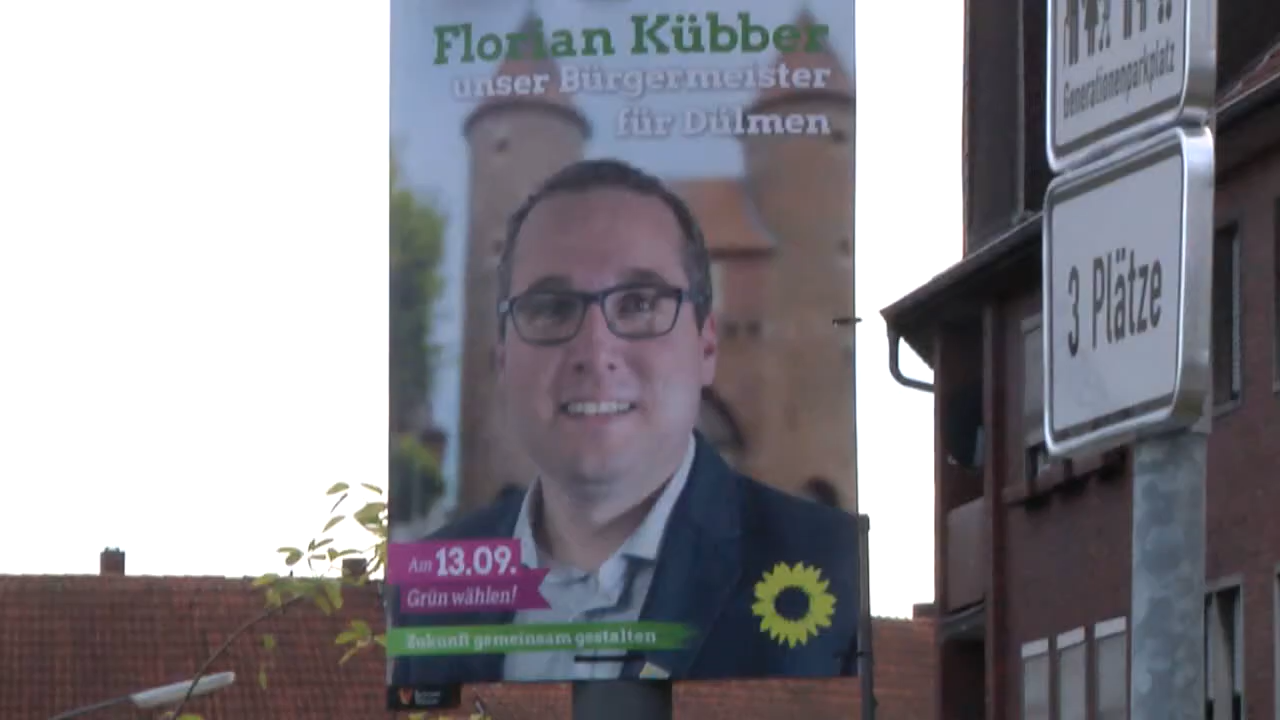 Florian Kübber
unser Bürgermeister
für Dülmen
Am 13.09.
Grün wählen!
Zukunft gemeinsam gestalten
Generationenparkplatz
3 Plätze